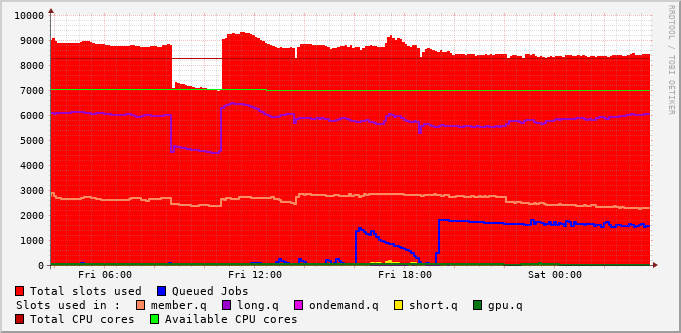 10000
9000
8000
7000
6000
5000
4000
3000
2000
1000
0
Fri 06:00 Fri 12:00 Fri 18:00 Sat 00:00
RRDTOOL / TOBI OETIKER
Total slots used Queued Jobs
Slots used in : member.q long.q ondemand.q short.q gpu.q
Total CPU cores Available CPU cores